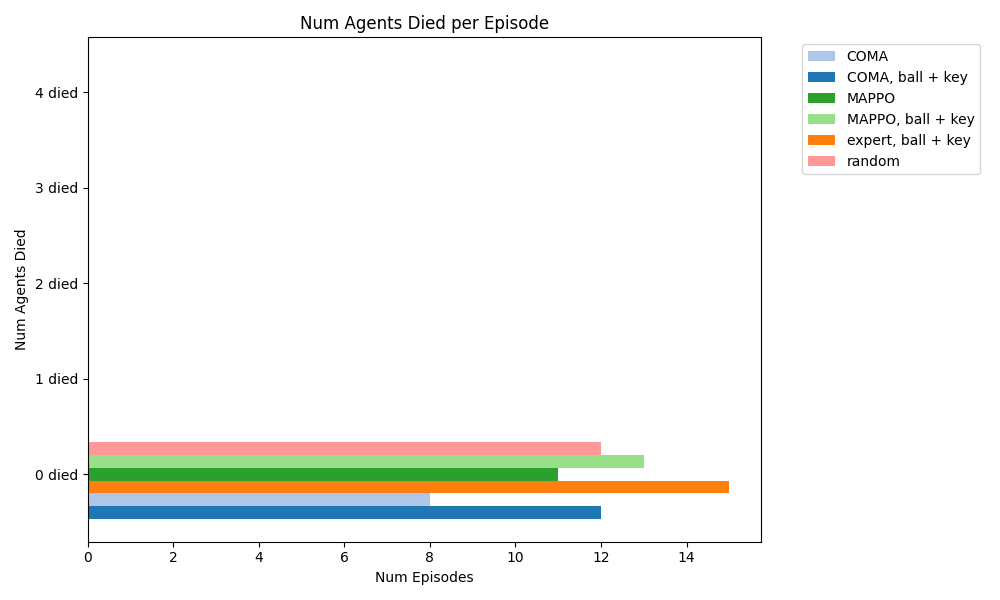 Num Agents Died per Episode
COMA
COMA, ball + key
MAPPO
MAPPO, ball + key
expert, ball + key
random
Num Agents Died
4 died
3 died
2 died
1 died
0 died
0 2 4 6 8 10 12 14
Num Episodes